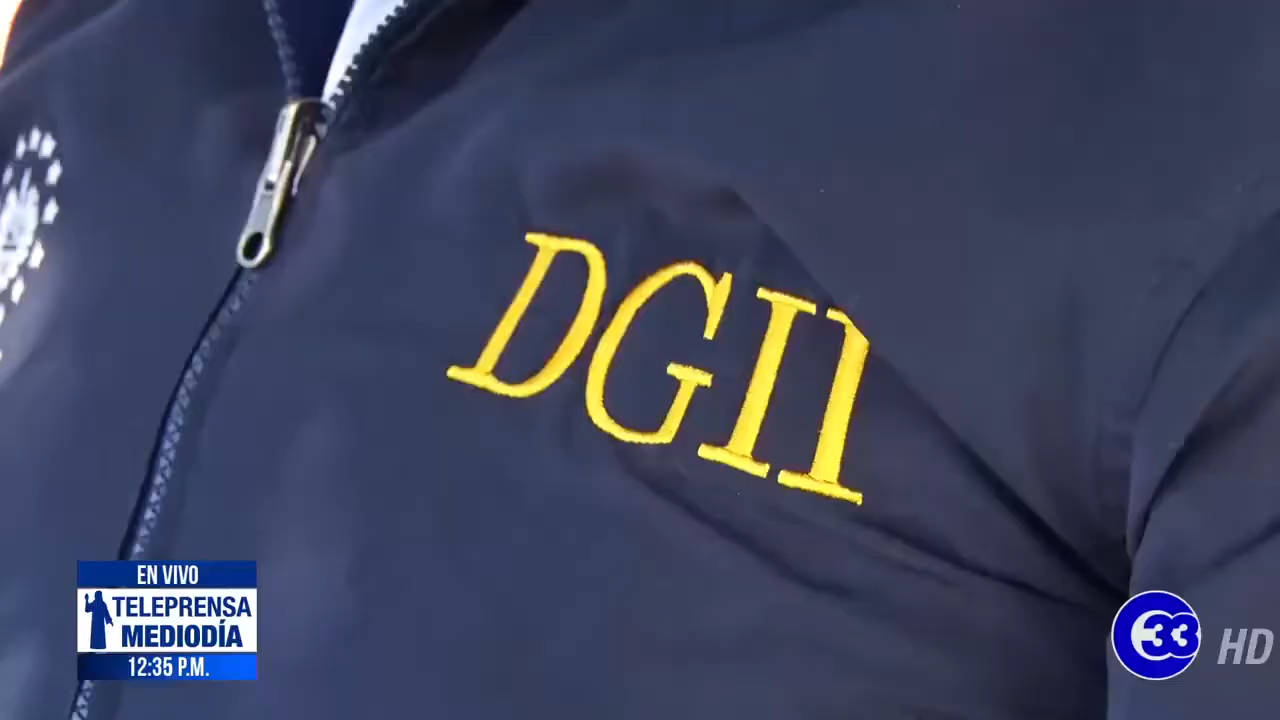 DGII
EN VIVO
TELEPRENSA
MEDIODÍA
12:35 P.M.
33
HD